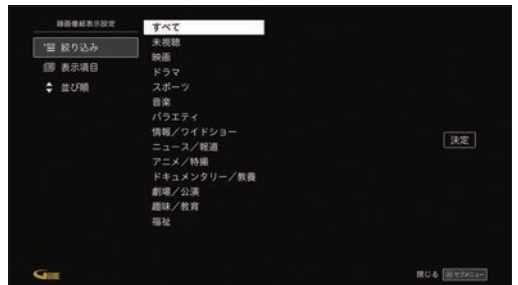 録画番組表示設定
絞り込み
表示項目
並び順
すべて
未視聴
映画
ドラマ
スポーツ
音楽
バラエティ
情報／ワイドショー
ニュース／報道
アニメ／特撮
ドキュメンタリー／教養
劇場／公演
趣味／教育
福祉
決定
閉じる サブメニュー